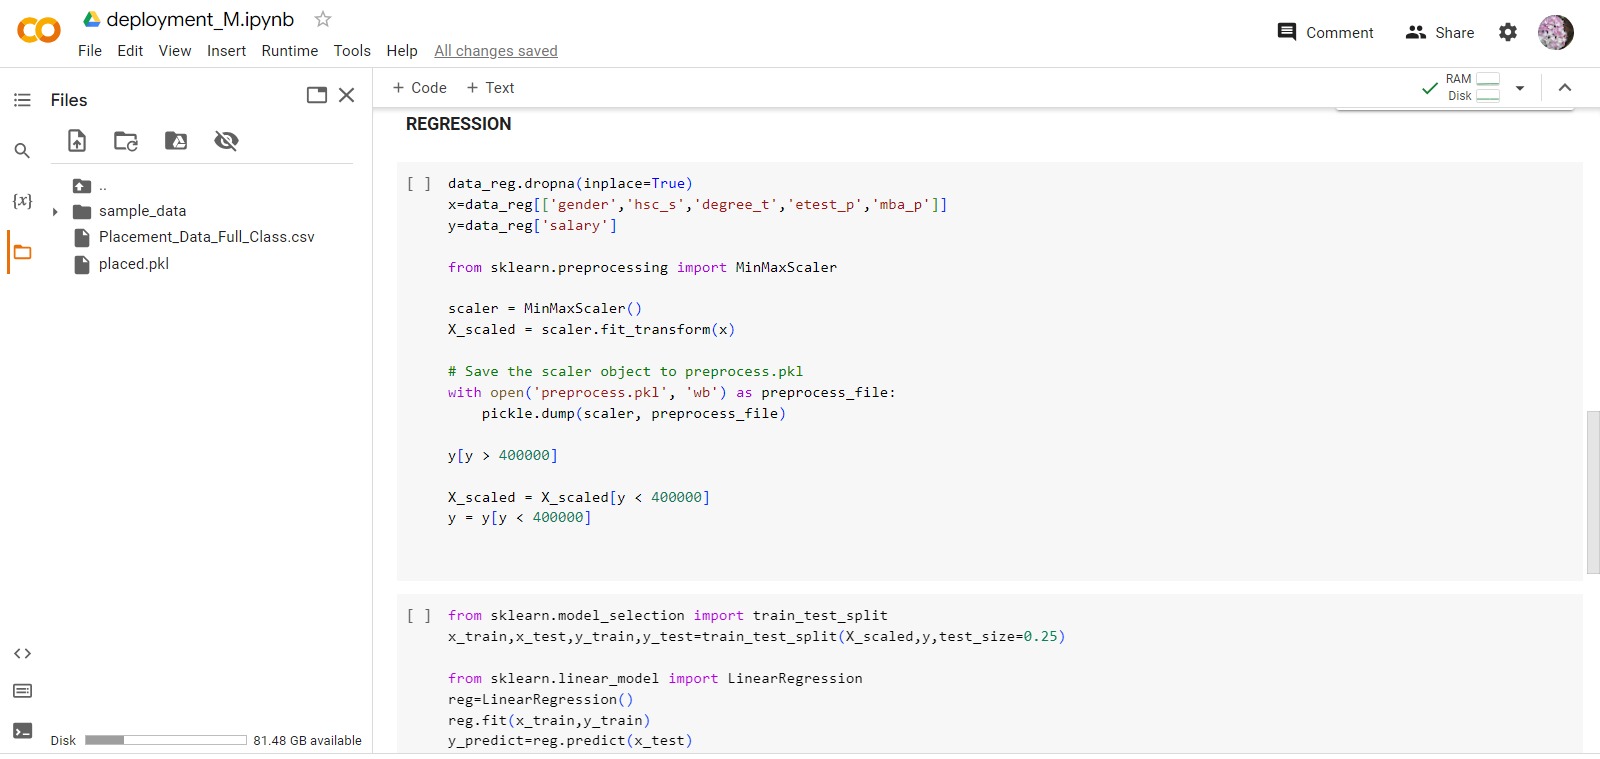 deployment_M.ipynb
File Edit View Insert Runtime Tools Help All changes saved
Comment Share
Files
+ Code + Text
RAM
Disk
..
sample_data
Placement_Data_Full_Class.csv
placed.pkl
{x}
REGRESSION
[ ] data_reg.dropna(inplace=True)
x=data_reg[['gender','hsc_s','degree_t','etest_p','mba_p']]
y=data_reg['salary']
from sklearn.preprocessing import MinMaxScaler
scaler = MinMaxScaler()
X_scaled = scaler.fit_transform(x)
# Save the scaler object to preprocess.pkl
with open('preprocess.pkl', 'wb') as preprocess_file:
    pickle.dump(scaler, preprocess_file)
y[y > 400000]
X_scaled = X_scaled[y < 400000]
y = y[y < 400000]
[ ] from sklearn.model_selection import train_test_split
x_train,x_test,y_train,y_test=train_test_split(X_scaled,y,test_size=0.25)
from sklearn.linear_model import LinearRegression
reg=LinearRegression()
reg.fit(x_train,y_train)
y_predict=reg.predict(x_test)
Disk 81.48 GB available